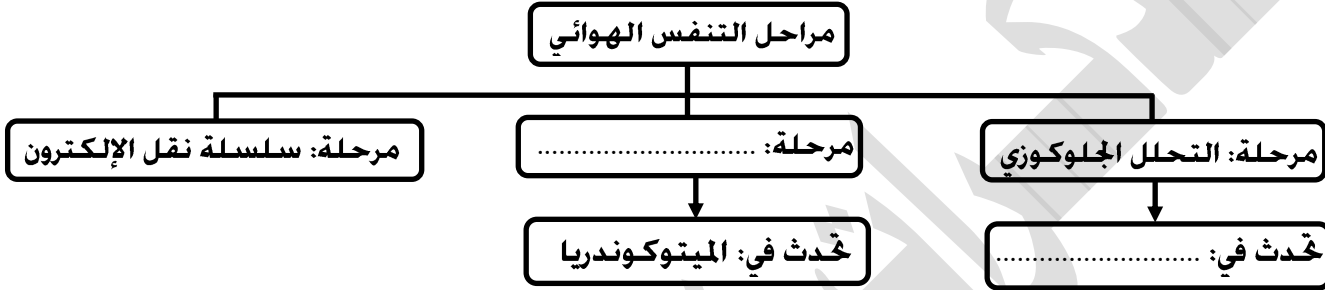 مراحل التنفس الهوائي
مرحلة: التحلل الجلوكوزي
مرحلة: ............................
مرحلة: سلسلة نقل الإلكترون
تحدث في: ..........................
تحدث في: الميتوكوندريا